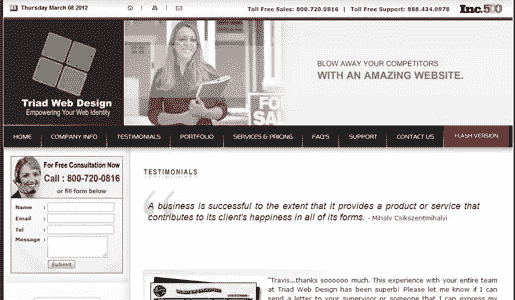 Thursday March 08 2012
Toll Free Sales: 800.720.0816 | Toll Free Support: 888.434.0978
Inc.500
BLOW AWAY YOUR COMPETITORS
WITH AN AMAZING WEBSITE.
Triad Web Design
Empowering Your Web Identity
FOR
SAL
HOME COMPANY INFO TESTIMONIALS PORTFOLIO SERVICES & PRICING FAQ'S SUPPORT CONTACT US FLASH VERSION
For Free Consultation Now
Call : 800-720-0816
or fill form below
Name :
Email :
Tel :
Message :
Submit
TESTIMONIALS
“
A business is successful to the extent that it provides a product or service that
contributes to its client's happiness in all of its forms. - Mihaly Csikszentmihalyi
"Travis...thanks soooooo much. This experience with your entire team
at Triad Web Design has been superb! Please let me know if I can
send a letter to your supervisor or someone that I can express my